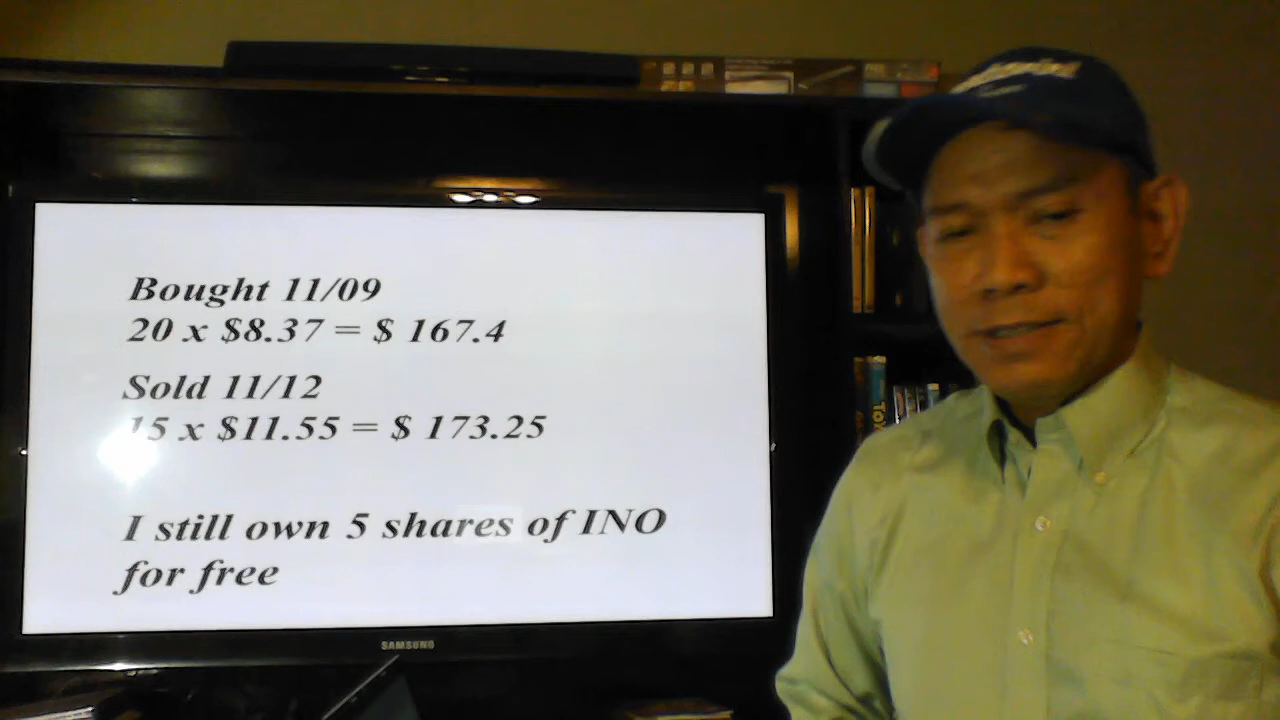 Bought 11/09
20 x $8.37 = $ 167.4
Sold 11/12
15 x $11.55 = $ 173.25
I still own 5 shares of INO
for free
SAMSUNG